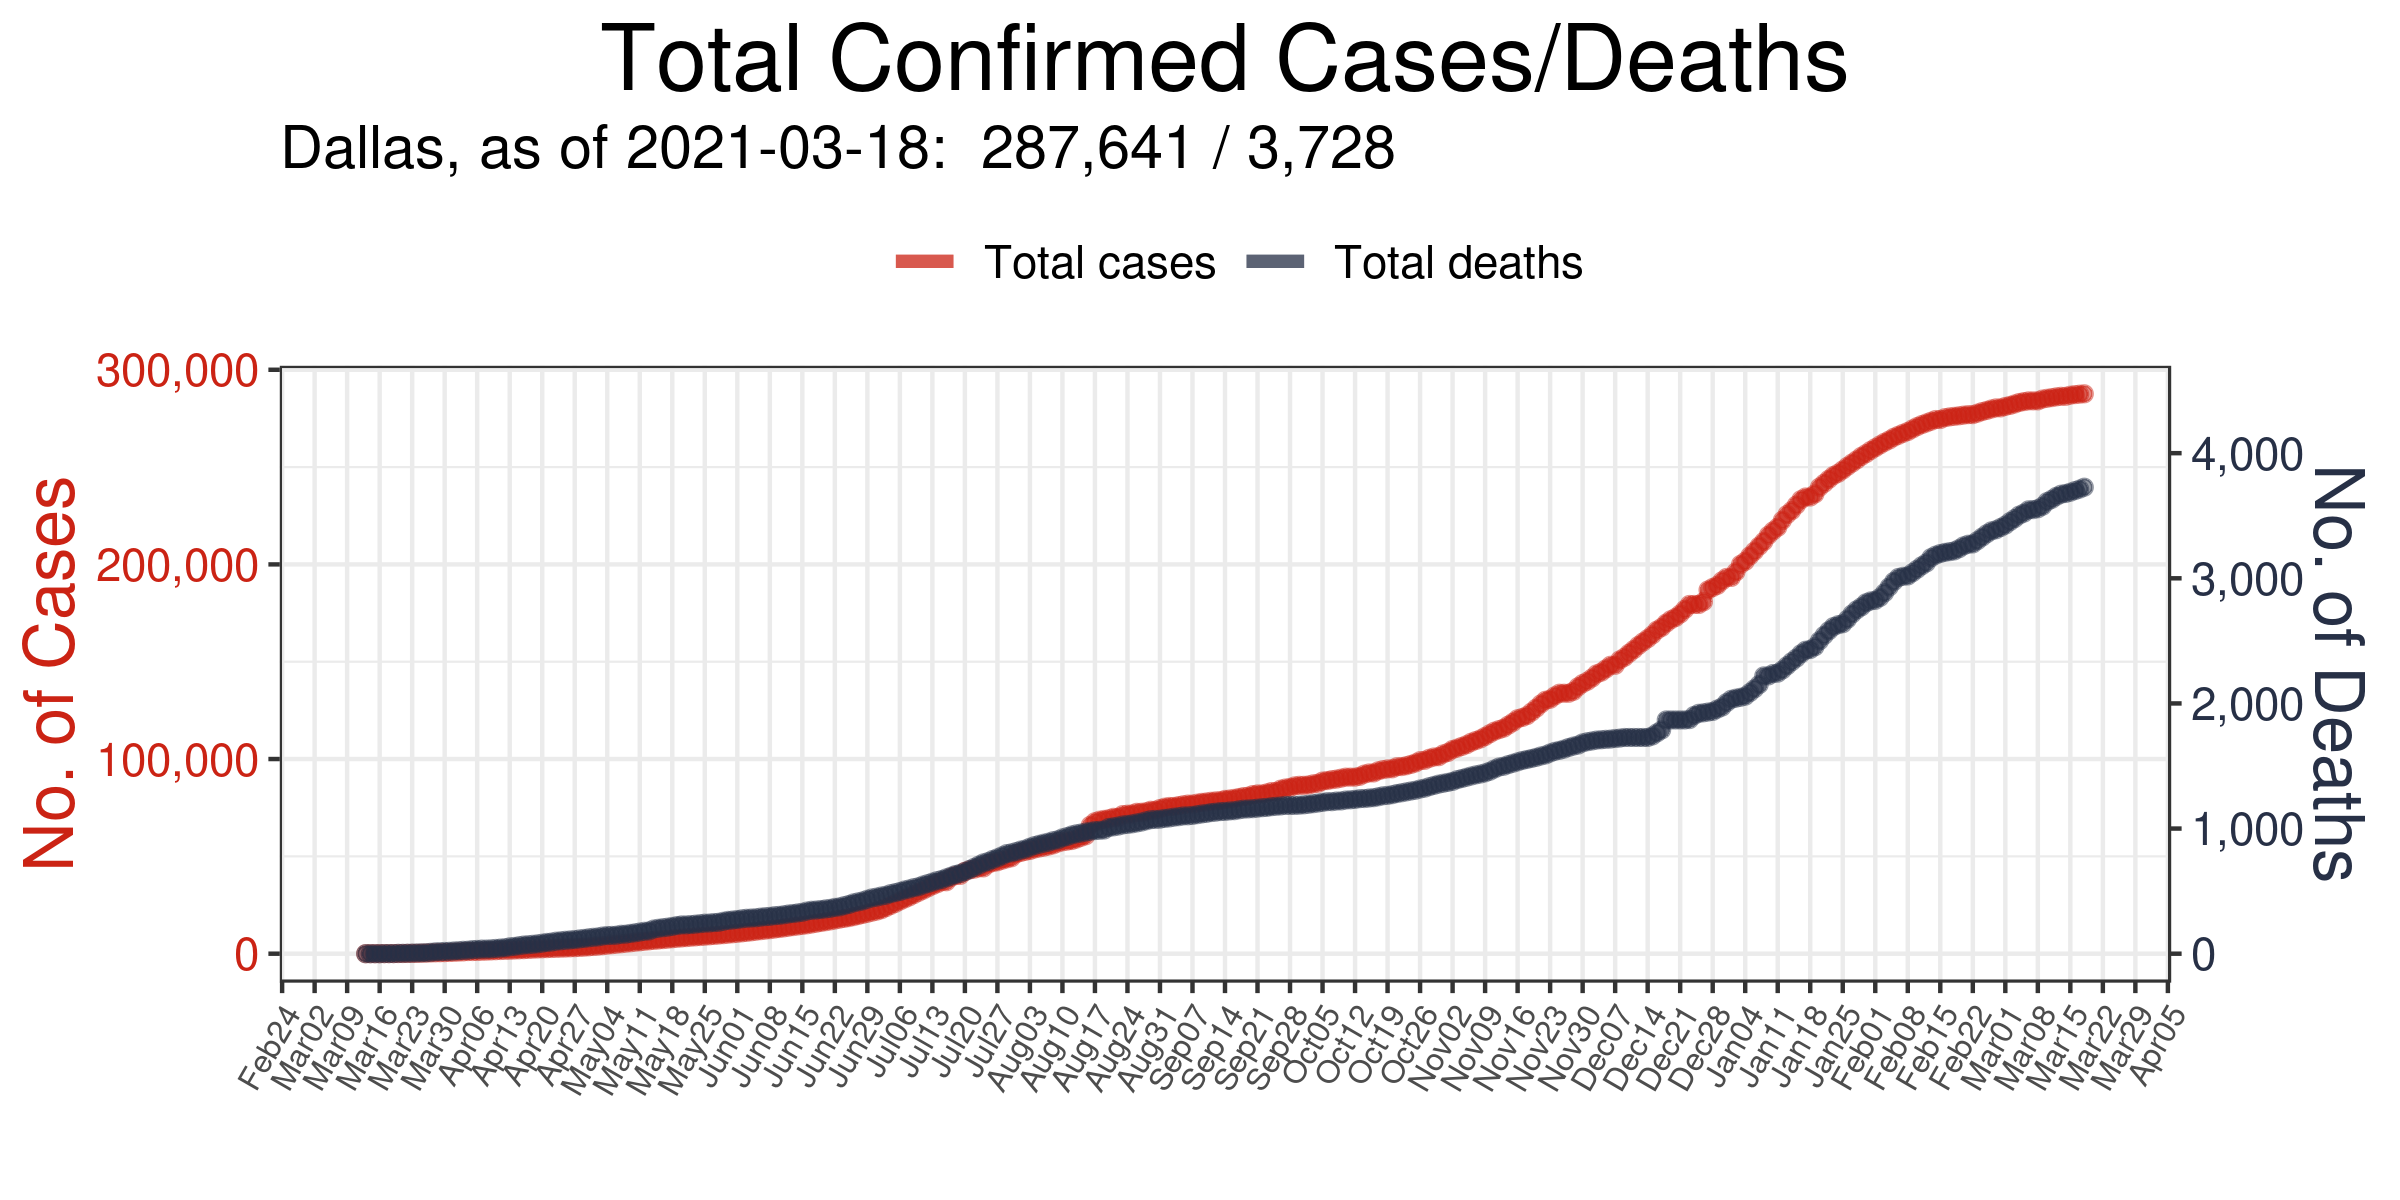 Total Confirmed Cases/Deaths
Dallas, as of 2021-03-18:  287,641 / 3,728
Total cases
Total deaths
No. of Cases
300,000
200,000
100,000
0
4,000
3,000
2,000
1,000
0
No. of Deaths
Feb24
Mar02
Mar09
Mar16
Mar23
Mar30
Apr06
Apr13
Apr20
Apr27
May04
May11
May18
May25
Jun01
Jun08
Jun15
Jun22
Jun29
Jul06
Jul13
Jul20
Jul27
Aug03
Aug10
Aug17
Aug24
Aug31
Sep07
Sep14
Sep21
Sep28
Oct05
Oct12
Oct19
Oct26
Nov02
Nov09
Nov16
Nov23
Nov30
Dec07
Dec14
Dec21
Dec28
Jan04
Jan11
Jan18
Jan25
Feb01
Feb08
Feb15
Feb22
Mar01
Mar08
Mar15
Mar22
Mar29
Apr05